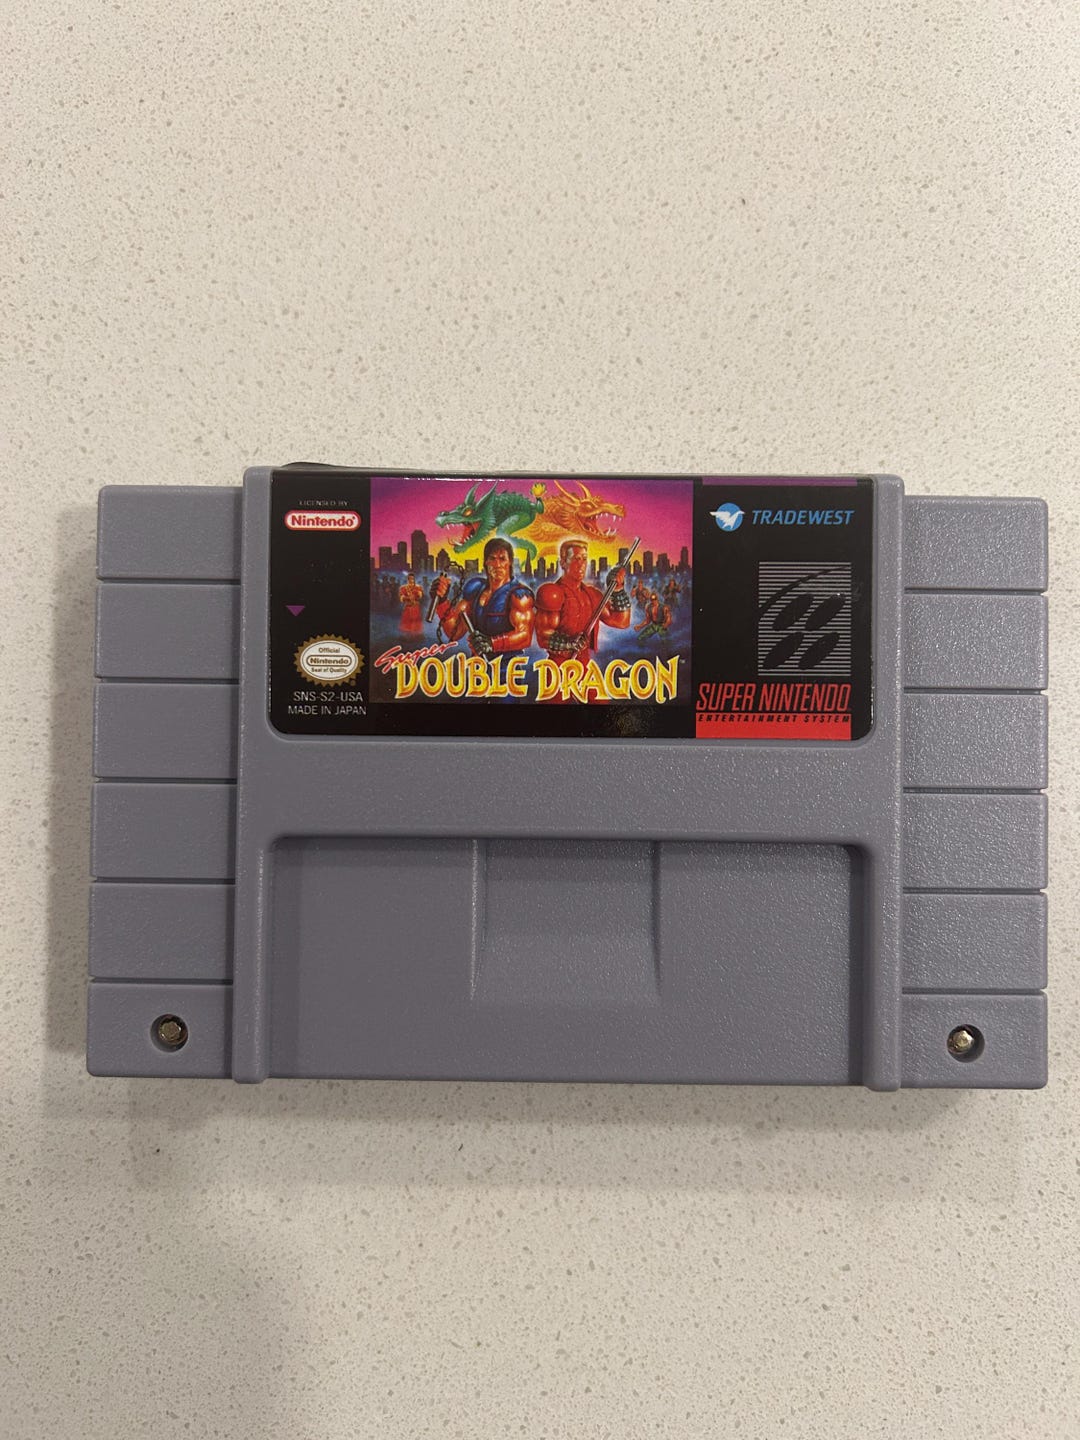 LICENSED BY
Nintendo®
Official
Nintendo
Seal of Quality
SNS-S2-USA
MADE IN JAPAN
Super
DOUBLE DRAGON
TRADEWEST
SUPER NINTENDO
ENTERTAINMENT SYSTEM